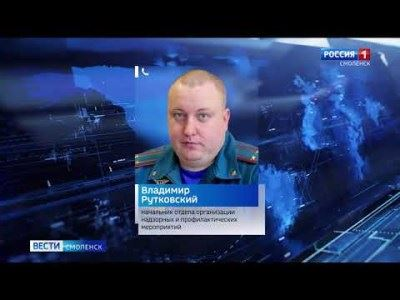 РОССИЯ 1
СМОЛЕНСК
Владимир
Рутковский
начальник отдела организации
надзорных и профилактических
мероприятий
ВЕСТИ СМОЛЕНСК